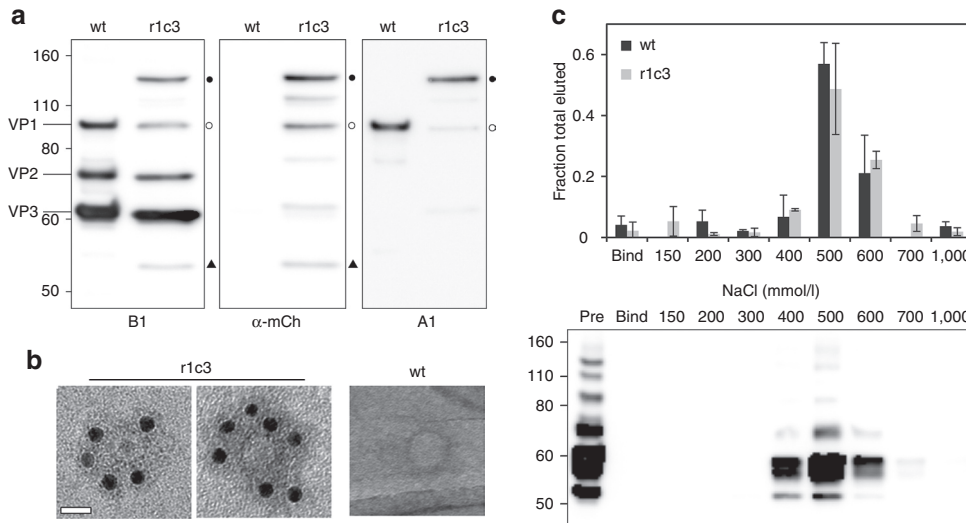 a
wt r1c3 wt r1c3 wt r1c3
160
110
VP1
80
VP2
VP3
60
50
B1 α-mCh A1
b
r1c3 wt
c
wt
r1c3
Fraction total eluted
0.6
0.4
0.2
0
Bind 150 200 300 400 500 600 700 1,000
NaCl (mmol/l)
Pre Bind 150 200 300 400 500 600 700 1,000
160
110
80
60
50